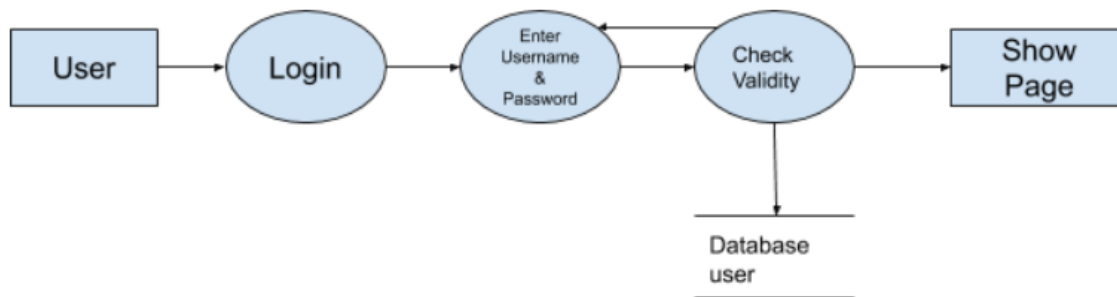 User
Login
Enter
Username
&
Password
Check
Validity
Show
Page
Database
user